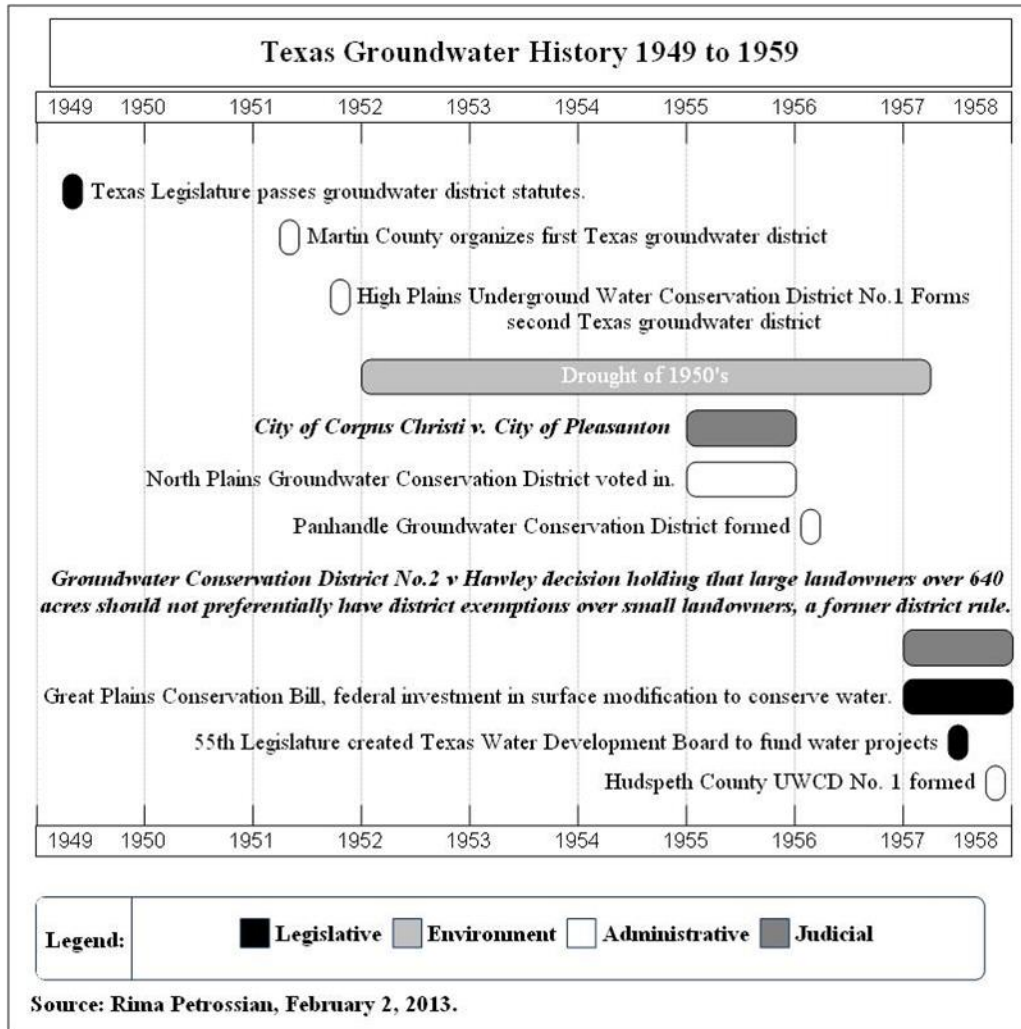 Texas Groundwater History 1949 to 1959
1949 1950 1951 1952 1953 1954 1955 1956 1957 1958
Texas Legislature passes groundwater district statutes.
Martin County organizes first Texas groundwater district
High Plains Underground Water Conservation District No.1 Forms
second Texas groundwater district
Drought of 1950's
City of Corpus Christi v. City of Pleasanton
North Plains Groundwater Conservation District voted in.
Panhandle Groundwater Conservation District formed
Groundwater Conservation District No.2 v Hawley decision holding that large landowners over 640
acres should not preferentially have district exemptions over small landowners, a former district rule.
Great Plains Conservation Bill, federal investment in surface modification to conserve water.
55th Legislature created Texas Water Development Board to fund water projects
Hudspeth County UWCD No. 1 formed
1949 1950 1951 1952 1953 1954 1955 1956 1957 1958
Legend: Legislative Environment Administrative Judicial
Source: Rima Petrossian, February 2, 2013.